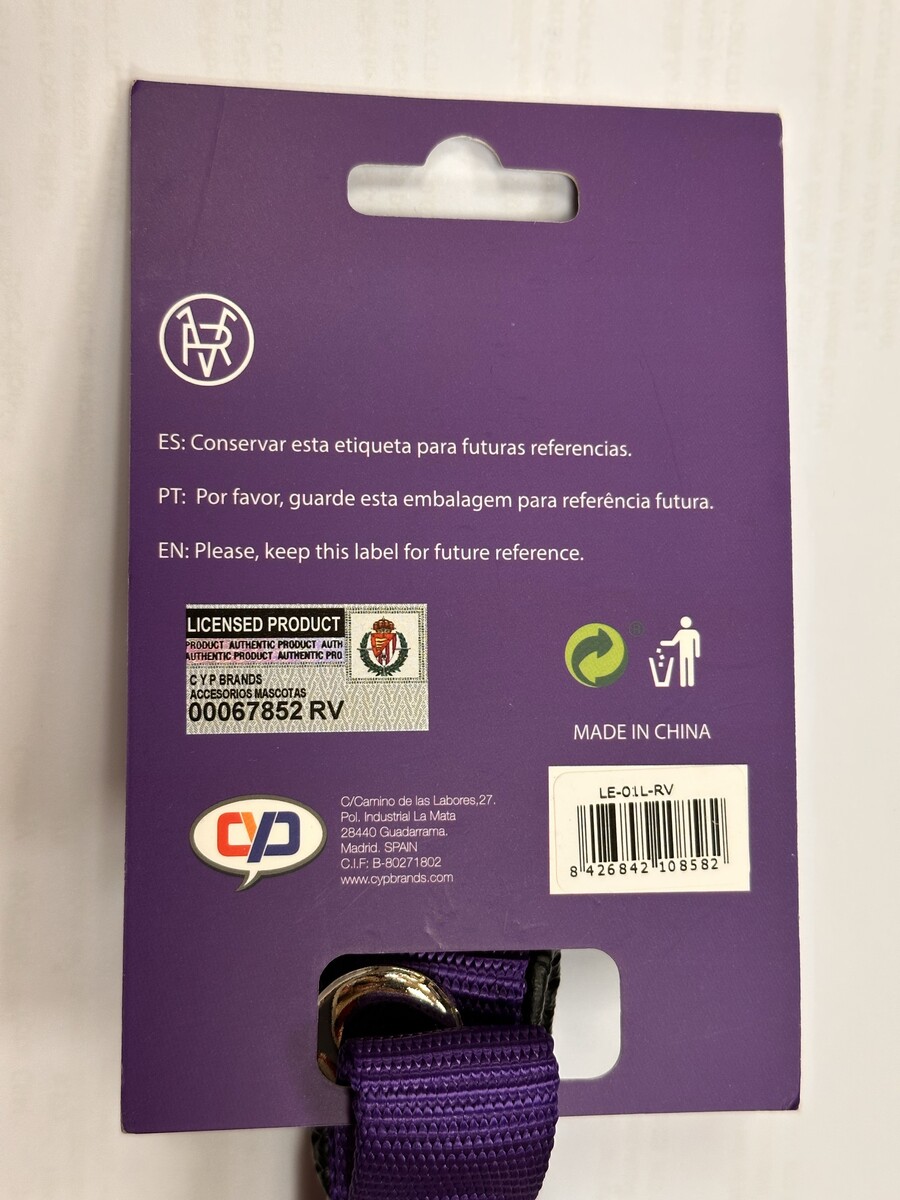 ES: Conservar esta etiqueta para futuras referencias.
PT: Por favor, guarde esta embalagem para referência futura.
EN: Please, keep this label for future reference.
LICENSED PRODUCT
PRODUCT AUTHENTIC PRODUCT AUTH
AUTHENTIC PRODUCT AUTHENTIC PRO
C Y P BRANDS
ACCESORIOS MASCOTAS
00067852 RV
®
MADE IN CHINA
cyp
C/Camino de las Labores,27.
Pol. Industrial La Mata
28440 Guadarrama.
Madrid. SPAIN
C.I.F: B-80271802
www.cypbrands.com
LE-01L-RV
8 426842 108582